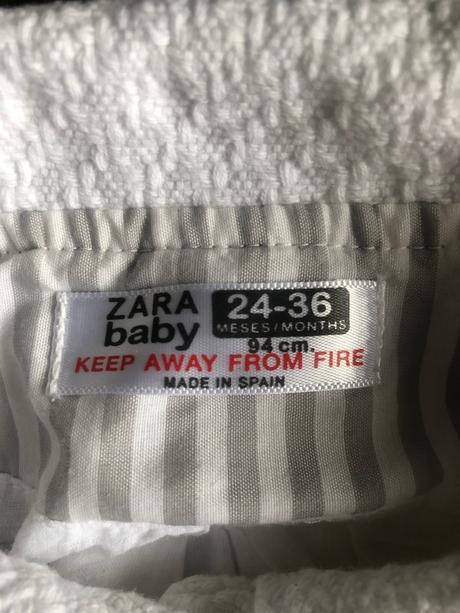 ZARA
baby
24-36
MESES/MONTHS
94 cm.
KEEP AWAY FROM FIRE
MADE IN SPAIN